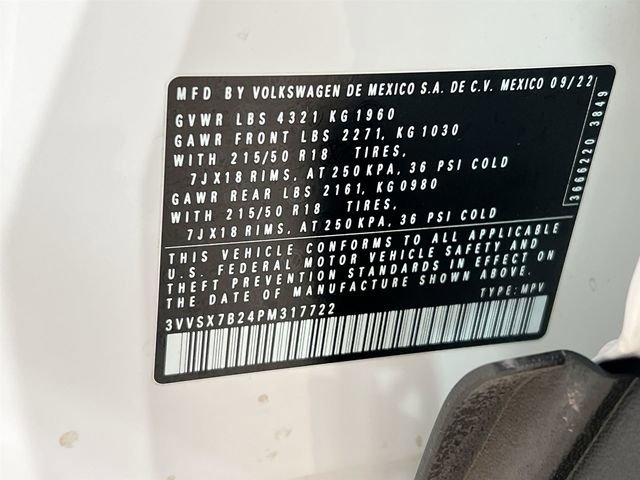 MFD BY VOLKSWAGEN DE MEXICO S.A. DE C.V. MEXICO 09/22
GVWR LBS 4321 KG 1960
GAWR FRONT LBS 2271, KG 1030
WITH 215/50 R18 TIRES,
7JX18 RIMS, AT 250 KPA, 36 PSI COLD
GAWR REAR LBS 2161, KG 0980
WITH 215/50 R18 TIRES,
7JX18 RIMS, AT 250 KPA, 36 PSI COLD
THIS VEHICLE CONFORMS TO ALL APPLICABLE
U.S. FEDERAL MOTOR VEHICLE SAFETY AND
THEFT PREVENTION STANDARDS IN EFFECT ON
THE DATE OF MANUFACTURE SHOWN ABOVE.
3VVSX7B24PM317722 TYPE: MPV
3666220 3849